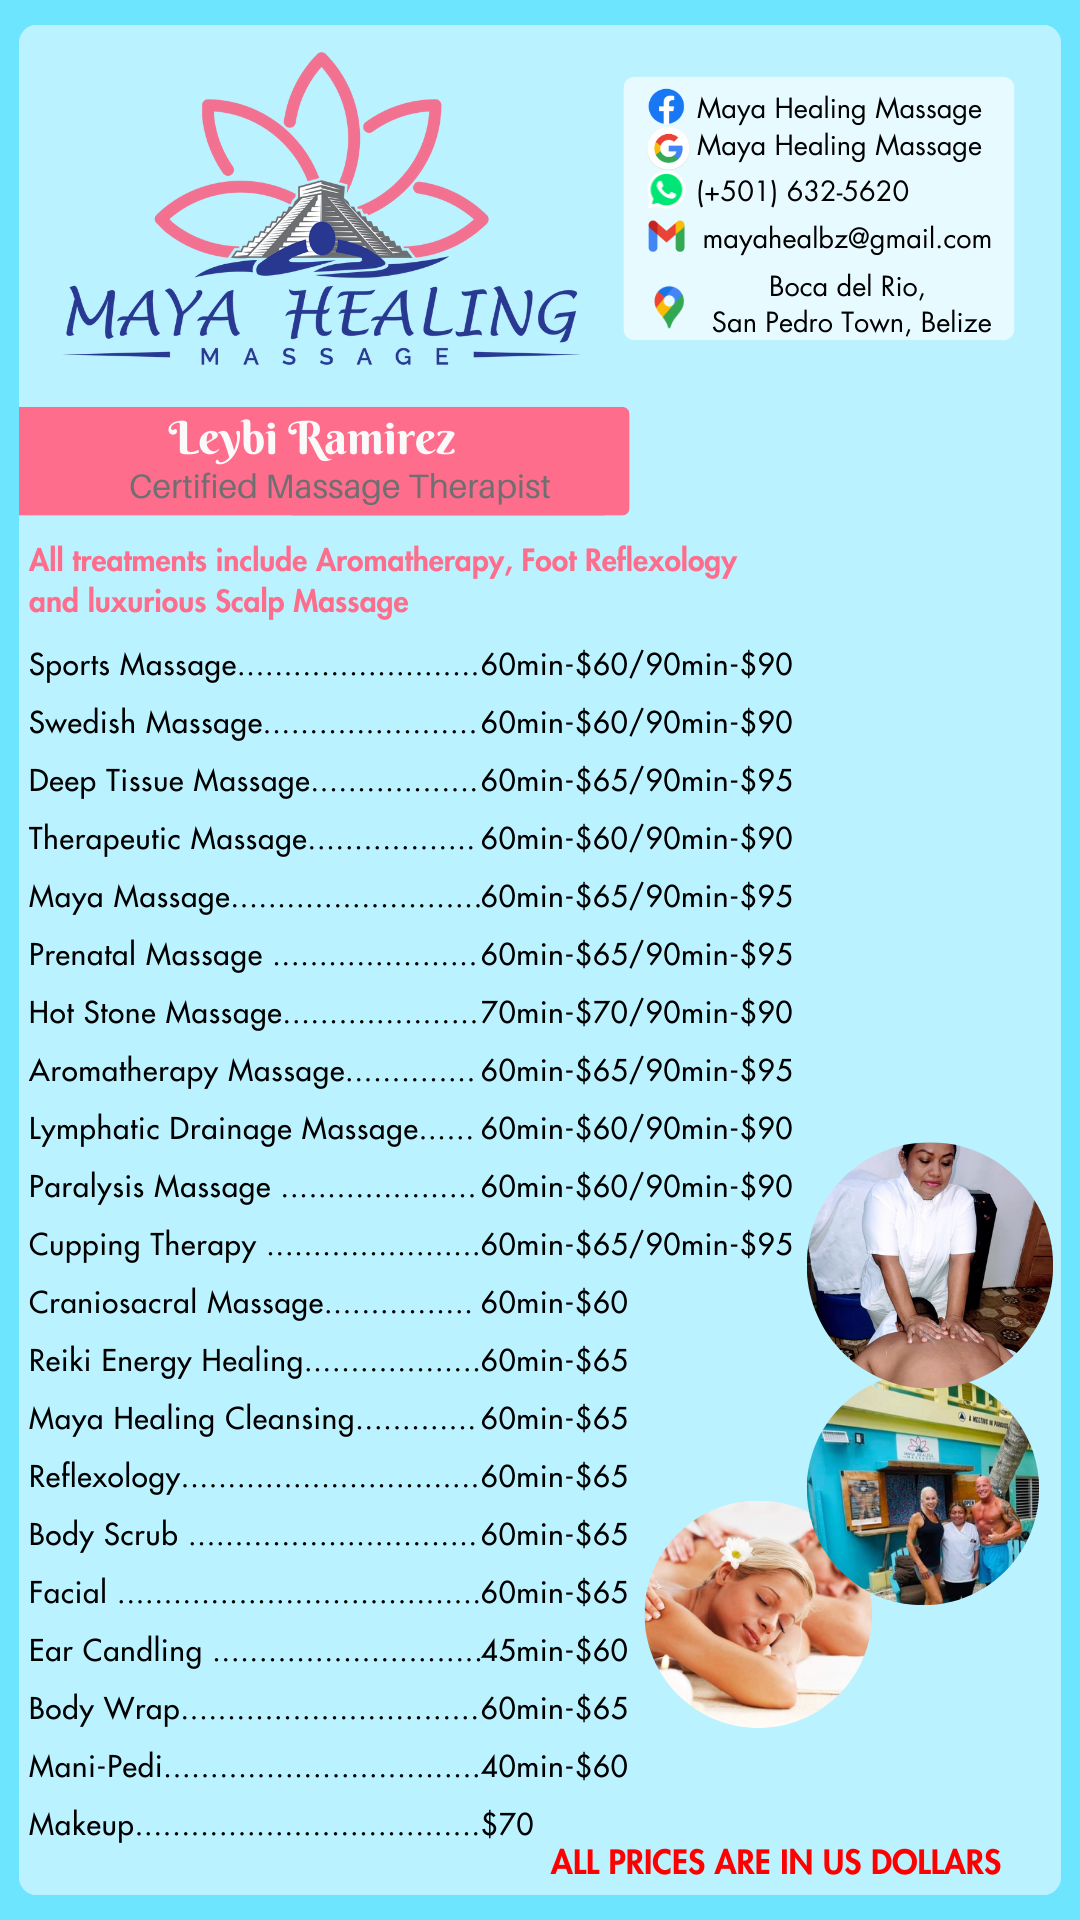 MAYA HEALING
MASSAGE
Maya Healing Massage
Maya Healing Massage
(+501) 632-5620
mayahealbz@gmail.com
Boca del Rio,
San Pedro Town, Belize
Leybi Ramirez
Certified Massage Therapist
All treatments include Aromatherapy, Foot Reflexology
and luxurious Scalp Massage
Sports Massage..........................60min-$60/90min-$90
Swedish Massage.......................60min-$60/90min-$90
Deep Tissue Massage..................60min-$65/90min-$95
Therapeutic Massage..................60min-$60/90min-$90
Maya Massage...........................60min-$65/90min-$95
Prenatal Massage ......................60min-$65/90min-$95
Hot Stone Massage.....................70min-$70/90min-$90
Aromatherapy Massage..............60min-$65/90min-$95
Lymphatic Drainage Massage......60min-$60/90min-$90
Paralysis Massage .....................60min-$60/90min-$90
Cupping Therapy .......................60min-$65/90min-$95
Craniosacral Massage................60min-$60
Reiki Energy Healing...................60min-$65
Maya Healing Cleansing.............60min-$65
Reflexology................................60min-$65
Body Scrub ...............................60min-$65
Facial .......................................60min-$65
Ear Candling .............................45min-$60
Body Wrap................................60min-$65
Mani-Pedi..................................40min-$60
Makeup.....................................$70
A MEETING IN PARADISE
MAYA HEALING
ALL PRICES ARE IN US DOLLARS